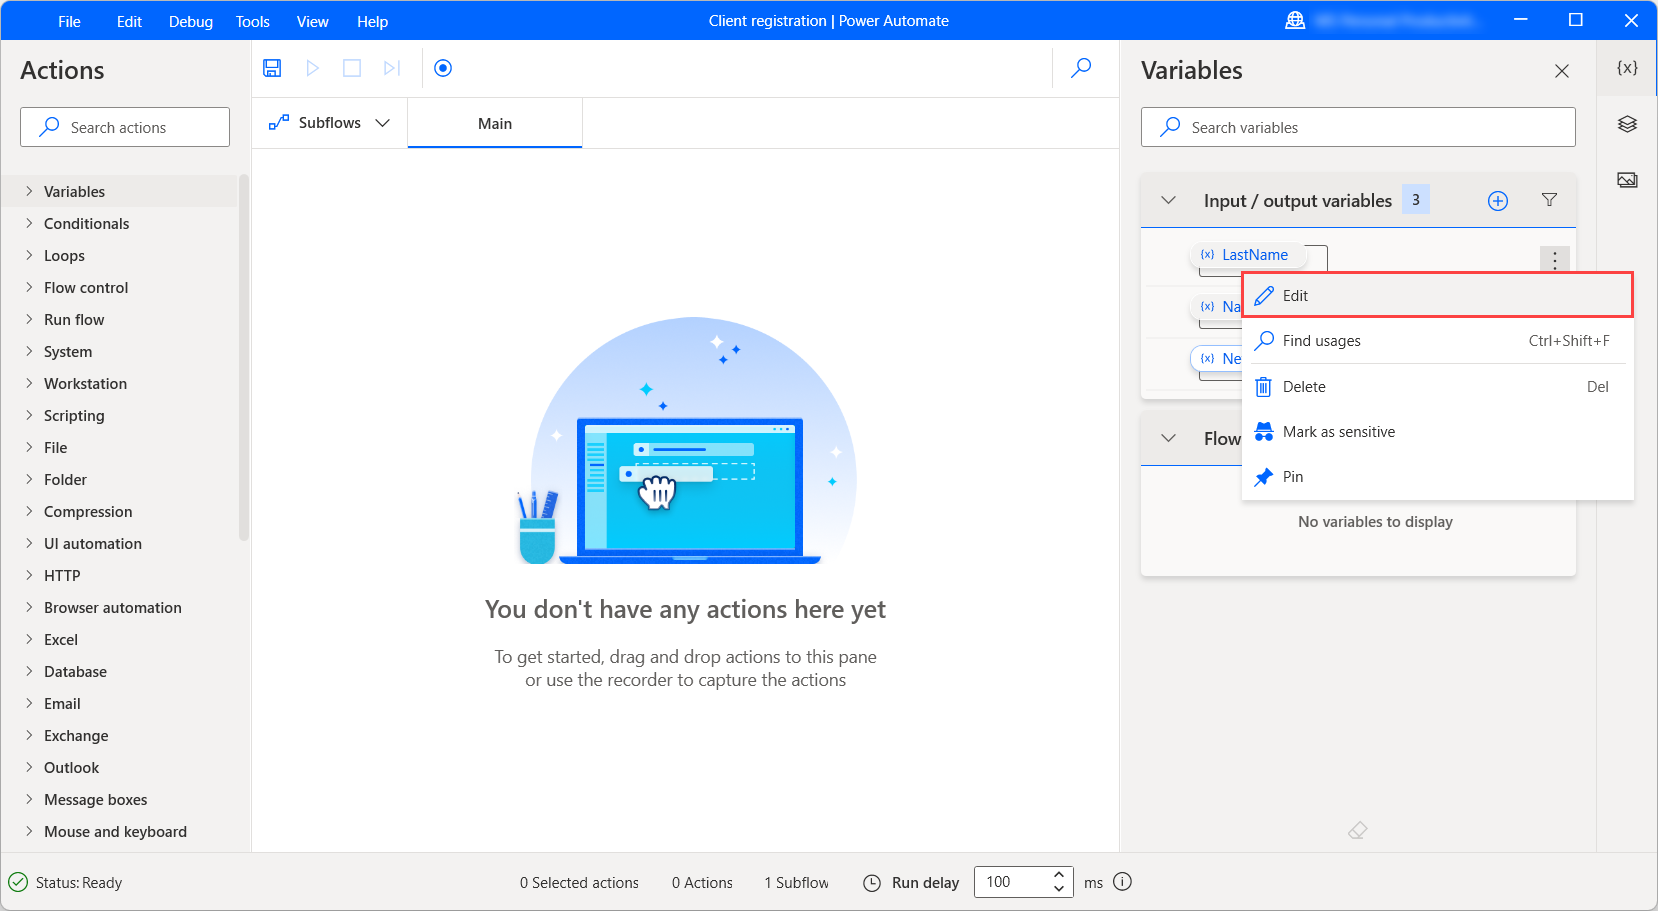 File Edit Debug Tools View Help
Client registration | Power Automate
Actions
Search actions
Variables
Conditionals
Loops
Flow control
Run flow
System
Workstation
Scripting
File
Folder
Compression
UI automation
HTTP
Browser automation
Excel
Database
Email
Exchange
Outlook
Message boxes
Mouse and keyboard
Subflows
Main
You don't have any actions here yet
To get started, drag and drop actions to this pane
or use the recorder to capture the actions
Variables
Search variables
Input / output variables 3
{x} LastName
{x} Na
{x} Ne
Edit
Find usages Ctrl+Shift+F
Delete Del
Mark as sensitive
Pin
Flow
No variables to display
{x}
Status: Ready
0 Selected actions
0 Actions
1 Subflow
Run delay
100
ms